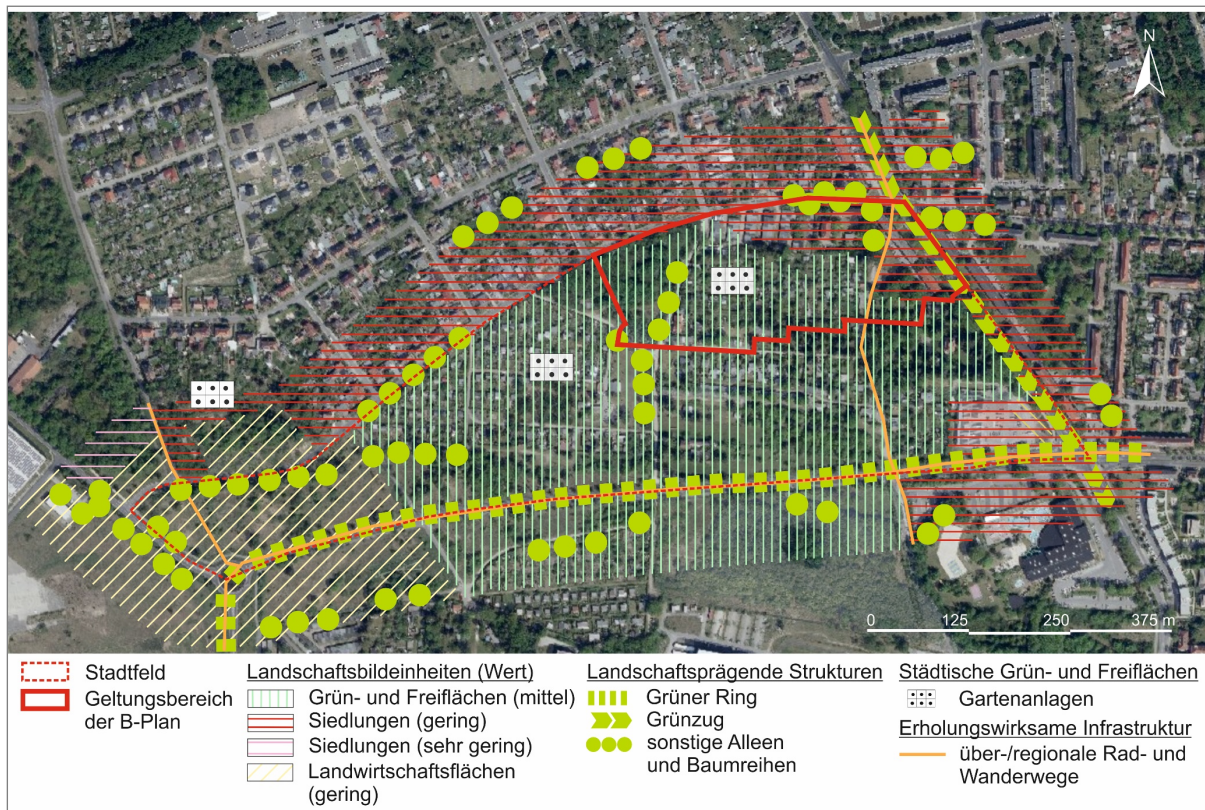 N
0 125 250 375 m
Stadtfeld
Geltungsbereich
der B-Plan
Landschaftsbildeinheiten (Wert)
Grün- und Freiflächen (mittel)
Siedlungen (gering)
Siedlungen (sehr gering)
Landwirtschaftsflächen
(gering)
Landschaftsprägende Strukturen
Grüner Ring
Grünzug
sonstige Alleen
und Baumreihen
Städtische Grün- und Freiflächen
Gartenanlagen
Erholungswirksame Infrastruktur
über-/regionale Rad- und
Wanderwege